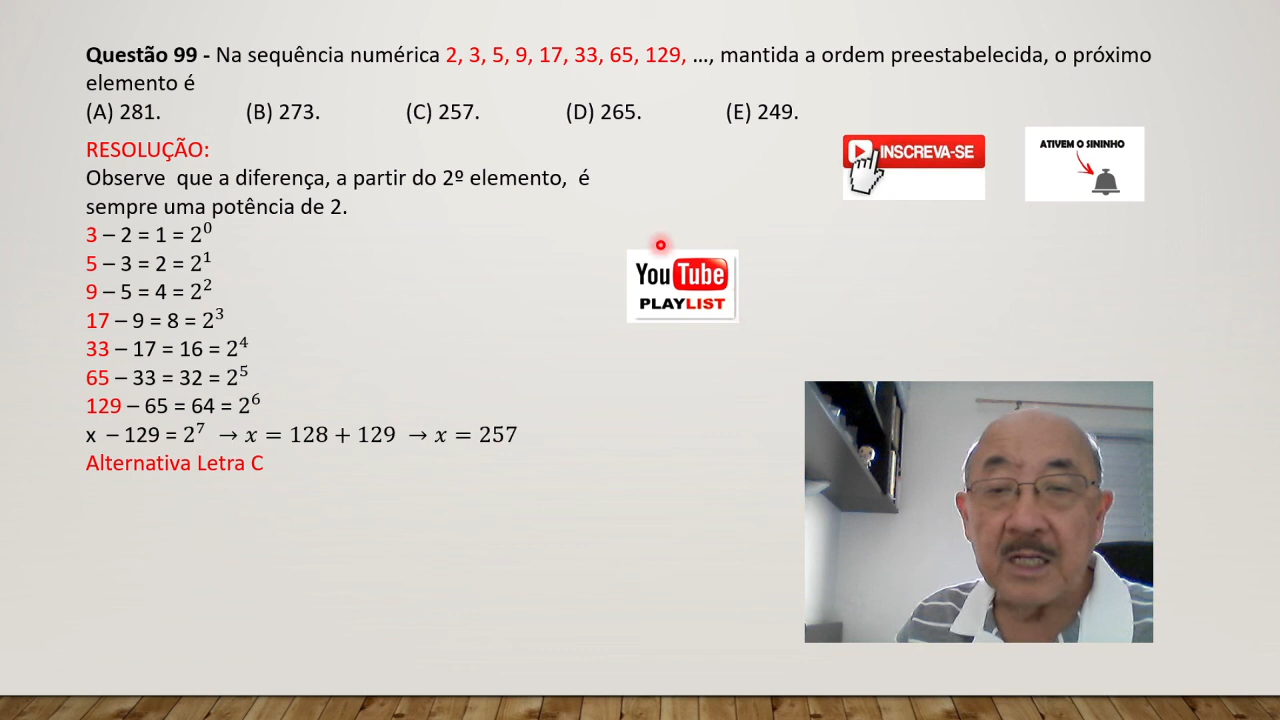 Questão 99 - Na sequência numérica 2, 3, 5, 9, 17, 33, 65, 129, ..., mantida a ordem preestabelecida, o próximo
elemento é
(A) 281. (B) 273. (C) 257. (D) 265. (E) 249.
RESOLUÇÃO:
Observe que a diferença, a partir do 2º elemento, é
sempre uma potência de 2.
3 – 2 = 1 = 2⁰
5 – 3 = 2 = 2¹
9 – 5 = 4 = 2²
17 – 9 = 8 = 2³
33 – 17 = 16 = 2⁴
65 – 33 = 32 = 2⁵
129 – 65 = 64 = 2⁶
x – 129 = 2⁷ → x = 128 + 129 → x = 257
Alternativa Letra C
INSCREVA-SE
ATIVEM O SININHO
YouTube
PLAYLIST